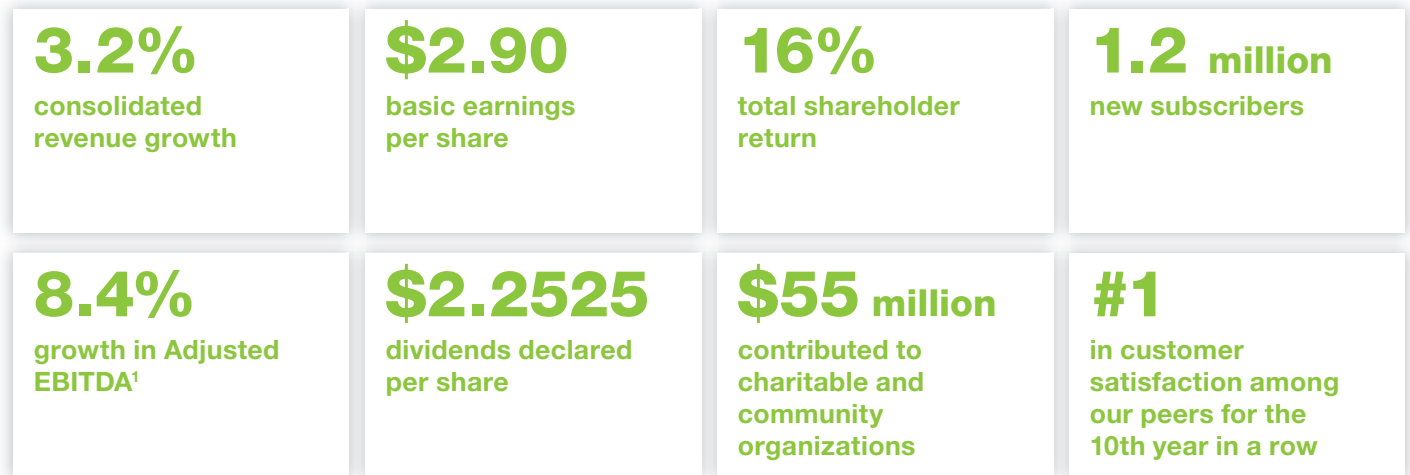 3.2%
consolidated
revenue growth
$2.90
basic earnings
per share
16%
total shareholder
return
1.2 million
new subscribers
8.4%
growth in Adjusted
EBITDA¹
$2.2525
dividends declared
per share
$55 million
contributed to
charitable and
community
organizations
#1
in customer
satisfaction among
our peers for the
10th year in a row